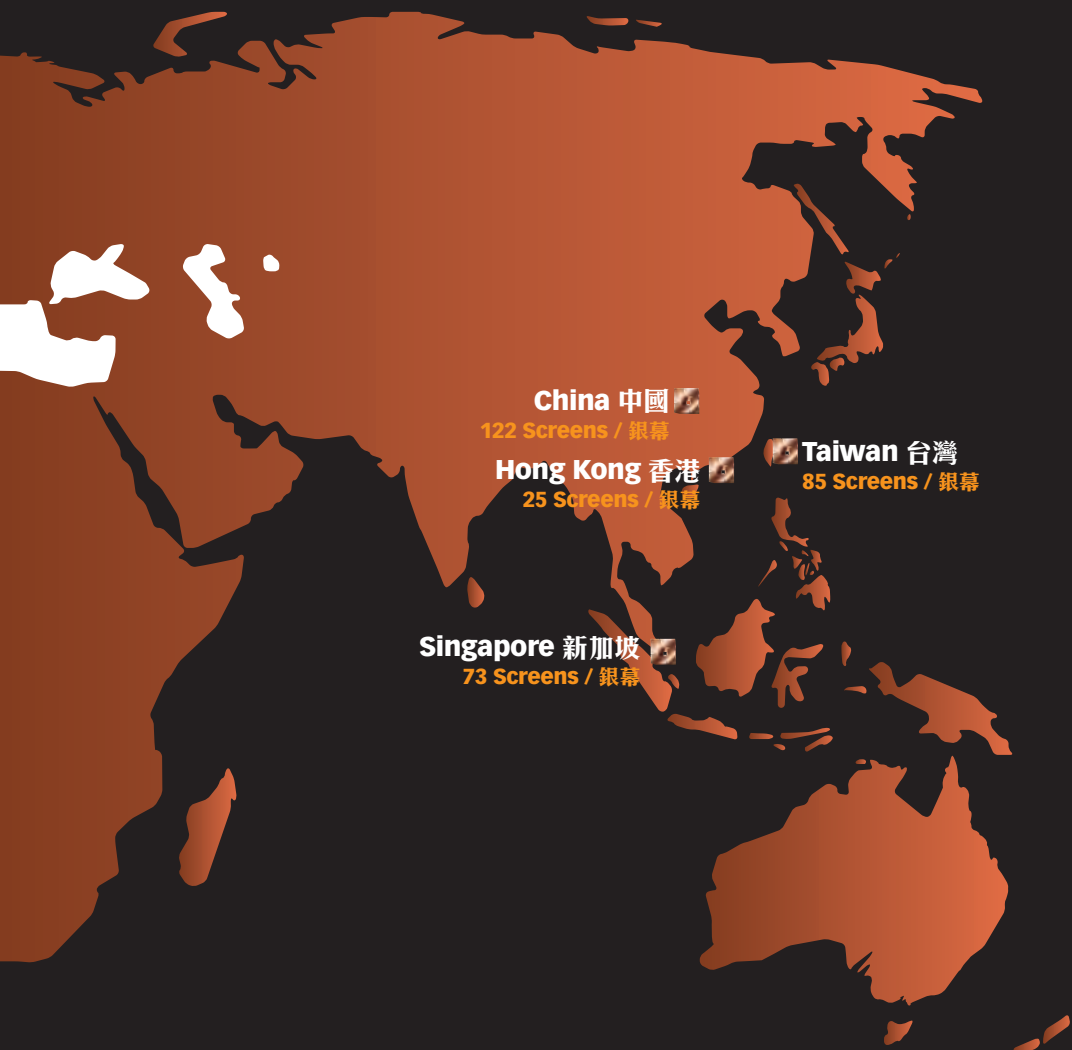 China 中國
122 Screens / 銀幕
Taiwan 台灣
85 Screens / 銀幕
Hong Kong 香港
25 Screens / 銀幕
Singapore 新加坡
73 Screens / 銀幕